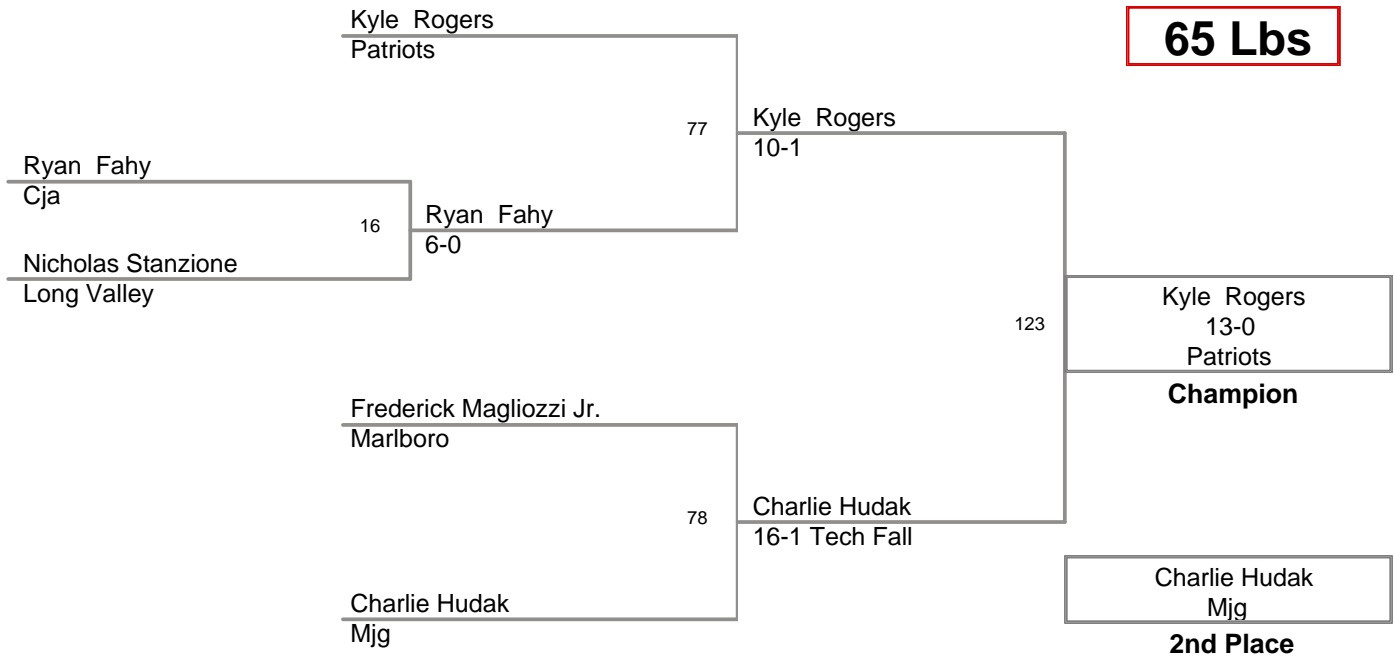 Kyle Rogers
Patriots
65 Lbs
77
Kyle Rogers
10-1
Ryan Fahy
Cja
16
Ryan Fahy
6-0
Nicholas Stanzione
Long Valley
123
Kyle Rogers
13-0
Patriots
Champion
Frederick Magliozzi Jr.
Marlboro
78
Charlie Hudak
16-1 Tech Fall
Charlie Hudak
Mjg
Charlie Hudak
Mjg
2nd Place